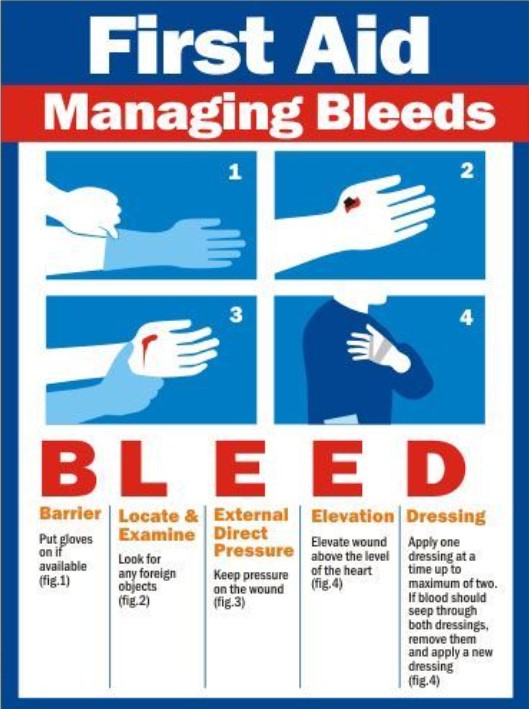 First Aid
Managing Bleeds
1
2
3
4
B L E E D
Barrier
Put gloves
on if
available
(fig.1)
Locate &
Examine
Look for
any foreign
objects
(fig.2)
External
Direct
Pressure
Keep pressure
on the wound
(fig.3)
Elevation
Elevate wound
above the level
of the heart
(fig.4)
Dressing
Apply one
dressing at a
time up to
maximum of two.
If blood should
seep through
both dressings,
remove them
and apply a new
dressing
(fig.4)